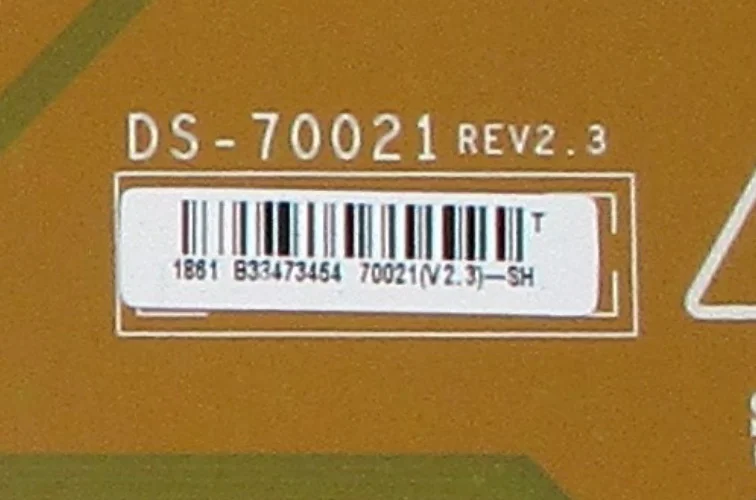 DS-70021 REV2.3
T
1861 B33473454 70021(V2.3)-SH